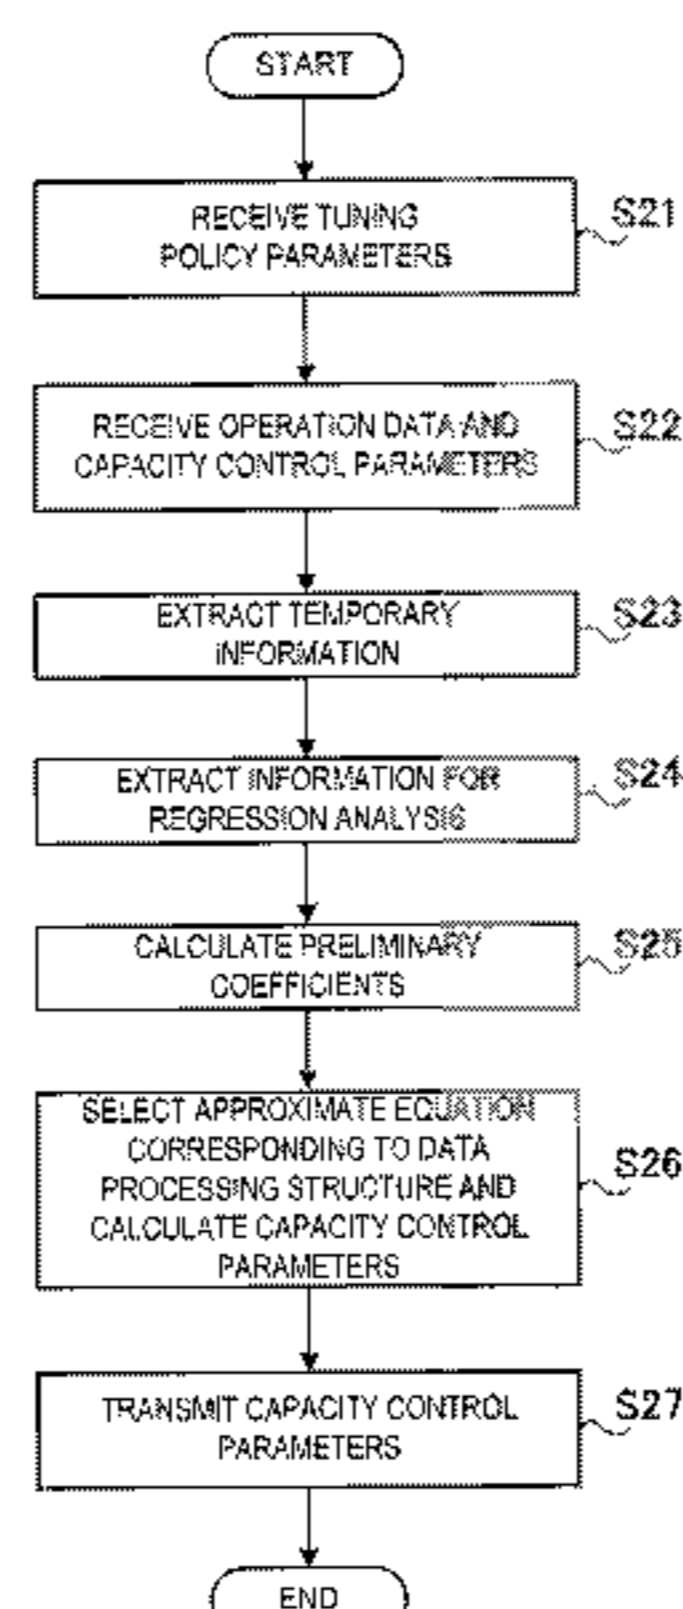 START
RECEIVE TUNING
POLICY PARAMETERS
S21
RECEIVE OPERATION DATA AND
CAPACITY CONTROL PARAMETERS
S22
EXTRACT TEMPORARY
INFORMATION
S23
EXTRACT INFORMATION FOR
REGRESSION ANALYSIS
S24
CALCULATE PRELIMINARY
COEFFICIENTS
S25
SELECT APPROXIMATE EQUATION
CORRESPONDING TO DATA
PROCESSING STRUCTURE AND
CALCULATE CAPACITY CONTROL
PARAMETERS
S26
TRANSMIT CAPACITY CONTROL
PARAMETERS
S27
END